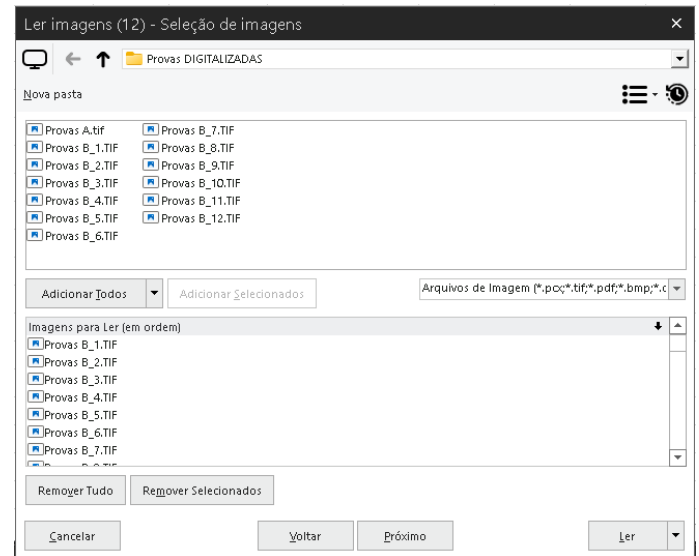 Ler imagens (12) - Seleção de imagens
Provas DIGITALIZADAS
Nova pasta
Provas A.tif
Provas B_1.TIF
Provas B_2.TIF
Provas B_3.TIF
Provas B_4.TIF
Provas B_5.TIF
Provas B_6.TIF
Provas B_7.TIF
Provas B_8.TIF
Provas B_9.TIF
Provas B_10.TIF
Provas B_11.TIF
Provas B_12.TIF
Adicionar Todos
Adicionar Selecionados
Arquivos de Imagem (*.pcx;*.tif;*.pdf;*.bmp;*.c
Imagens para Ler (em ordem)
Provas B_1.TIF
Provas B_2.TIF
Provas B_3.TIF
Provas B_4.TIF
Provas B_5.TIF
Provas B_6.TIF
Provas B_7.TIF
Remover Tudo
Remover Selecionados
Cancelar
Voltar
Próximo
Ler